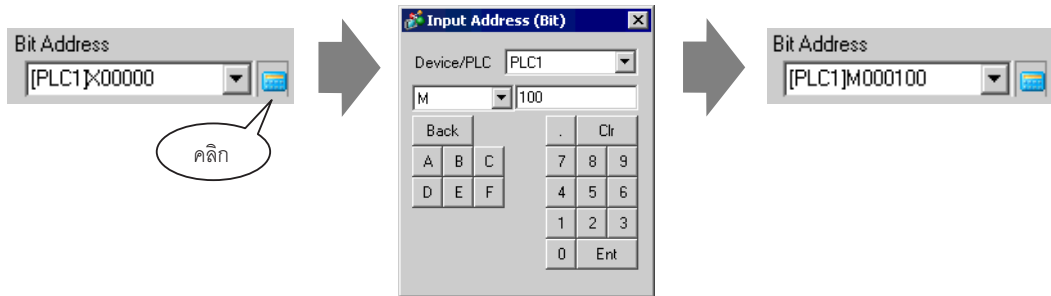 Bit Address
[PLC1]X00000
คลิก
Input Address (Bit)
Device/PLC PLC1
M 100
Back . Clr
A B C 7 8 9
D E F 4 5 6
1 2 3
0 Ent
Bit Address
[PLC1]M000100